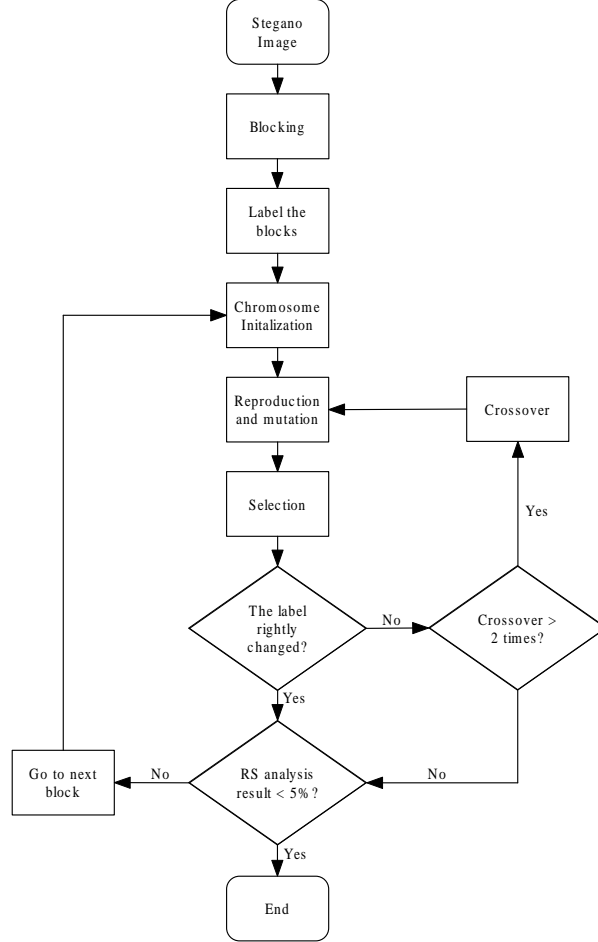 Stegano
Image
Blocking
Label the
blocks
Chromosome
Initalization
Reproduction
and mutation
Crossover
Selection
Yes
The label
rightly
changed?
No
Crossover >
2 times?
Yes
Go to next
block
No
RS analysis
result < 5%?
No
Yes
End